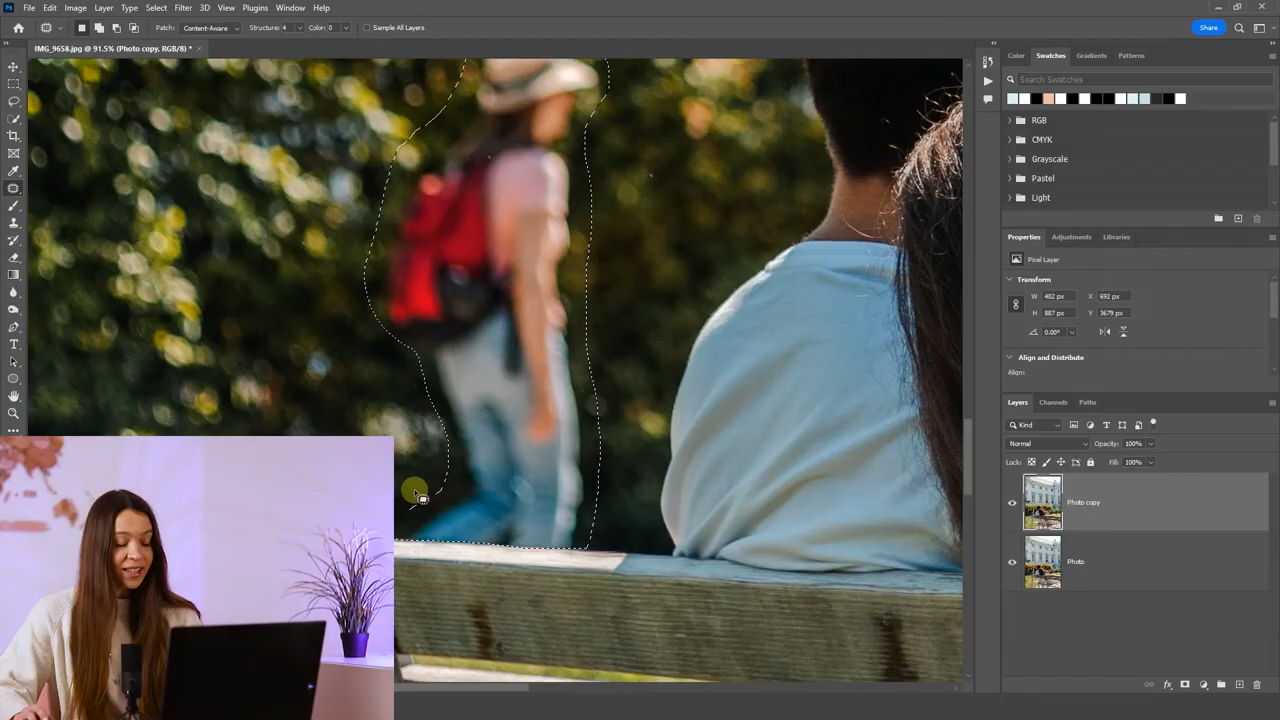 Ps File Edit Image Layer Type Select Filter 3D View Plugins Window Help
Patch: Content-Aware Structure: 4 Color: 0 Sample All Layers Share
IMG_9658.jpg @ 91.5% (Photo copy, RGB/8) * ×
Color Swatches Gradients Patterns
Search Swatches
RGB
CMYK
Grayscale
Pastel
Light
Properties Adjustments Libraries
Pixel Layer
Transform
W 402 px X 692 px
H 887 px Y 3679 px
0.00°
Align and Distribute
Align:
Layers Channels Paths
Kind
Normal Opacity: 100%
Lock: Fill: 100%
Photo copy
Photo
fx